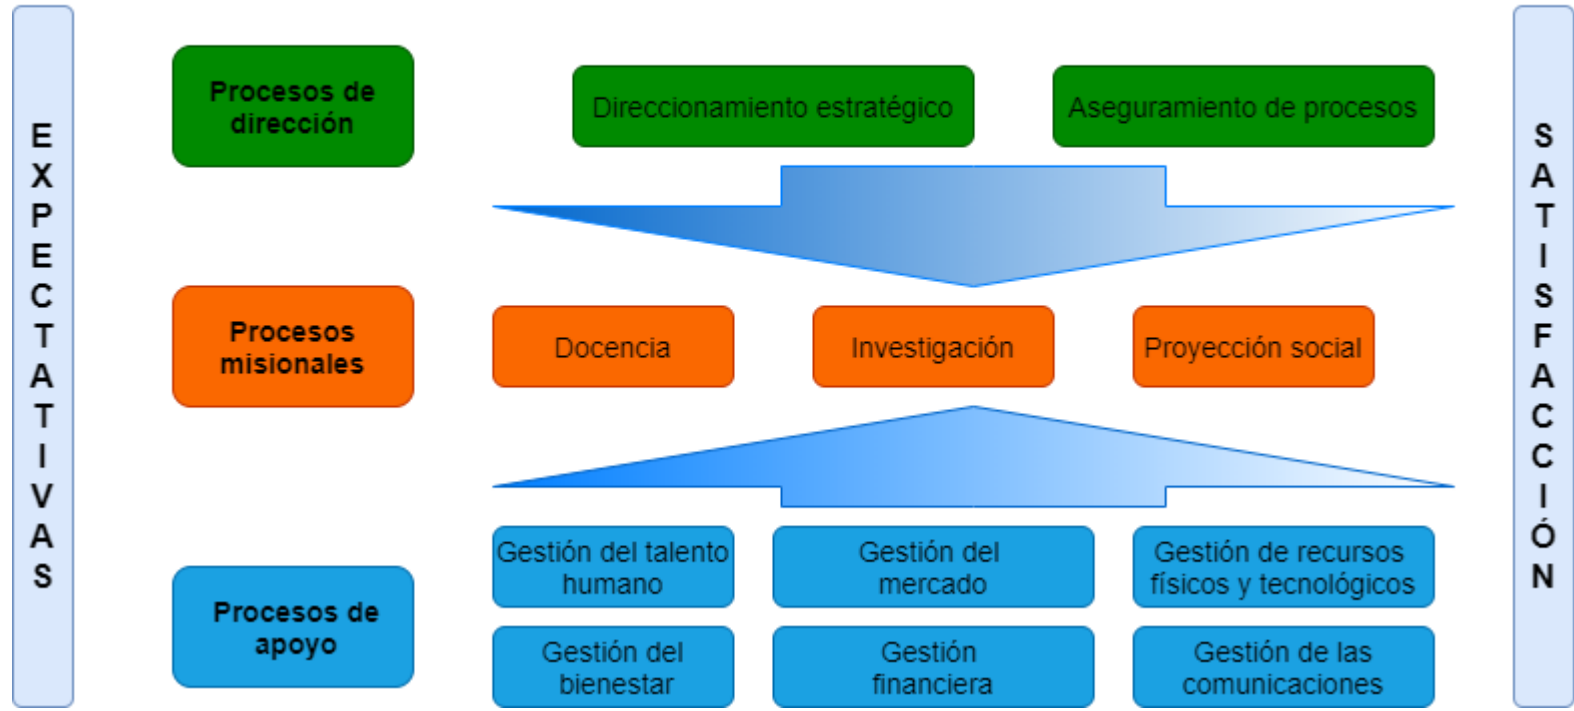 EXPECTATIVAS
Procesos de
dirección
Direccionamiento estratégico
Aseguramiento de procesos
Procesos
misionales
Docencia
Investigación
Proyección social
Procesos de
apoyo
Gestión del talento
humano
Gestión del
mercado
Gestión de recursos
físicos y tecnológicos
Gestión del
bienestar
Gestión
financiera
Gestión de las
comunicaciones
SATISFACCIÓN